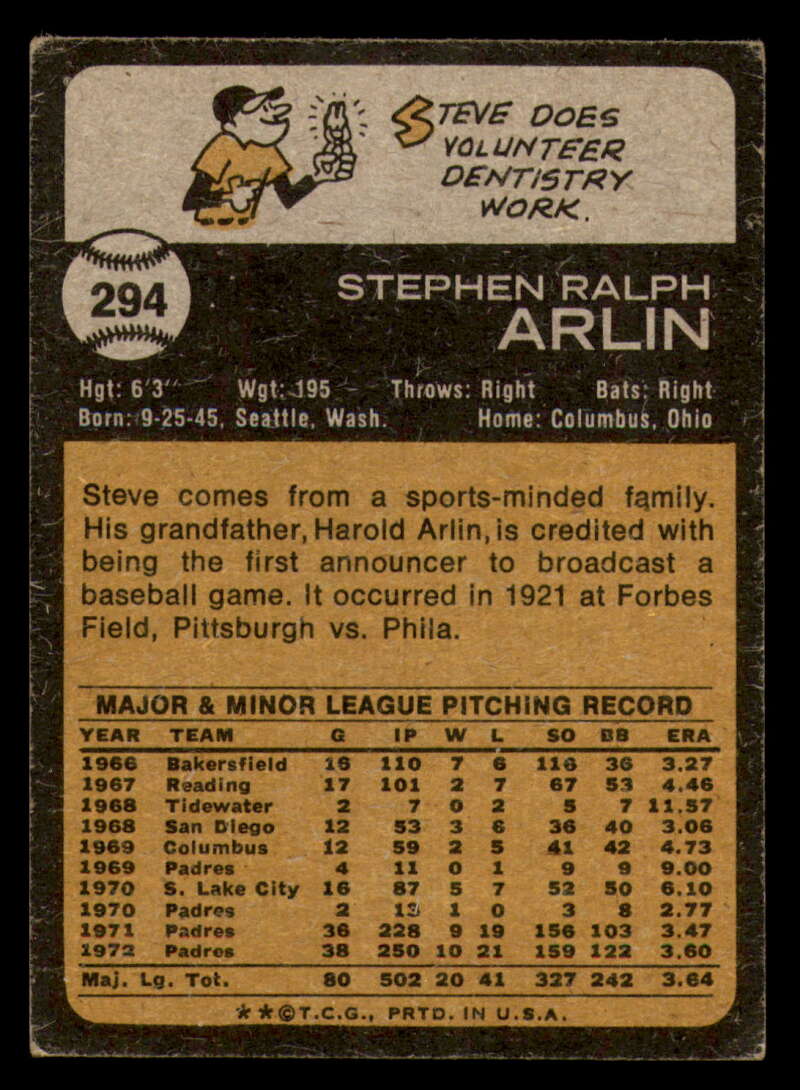 STEVE DOES
VOLUNTEER
DENTISTRY
WORK.
294
STEPHEN RALPH
ARLIN
Hgt: 6'3" Wgt: 195 Throws: Right Bats: Right
Born: 9-25-45, Seattle, Wash. Home: Columbus, Ohio
Steve comes from a sports-minded family.
His grandfather, Harold Arlin, is credited with
being the first announcer to broadcast a
baseball game. It occurred in 1921 at Forbes
Field, Pittsburgh vs. Phila.
MAJOR & MINOR LEAGUE PITCHING RECORD
YEAR TEAM G IP W L SO BB ERA
1966 Bakersfield 16 110 7 6 116 36 3.27
1967 Reading 17 101 2 7 67 53 4.46
1968 Tidewater 2 7 0 2 5 7 11.57
1968 San Diego 12 53 3 6 36 40 3.06
1969 Columbus 12 59 2 5 41 42 4.73
1969 Padres 4 11 0 1 9 9 9.00
1970 S. Lake City 16 87 5 7 52 50 6.10
1970 Padres 2 13 1 0 3 8 2.77
1971 Padres 36 228 9 19 156 103 3.47
1972 Padres 38 250 10 21 159 122 3.60
Maj. Lg. Tot. 80 502 20 41 327 242 3.64
**©T.C.G., PRTD. IN U.S.A.